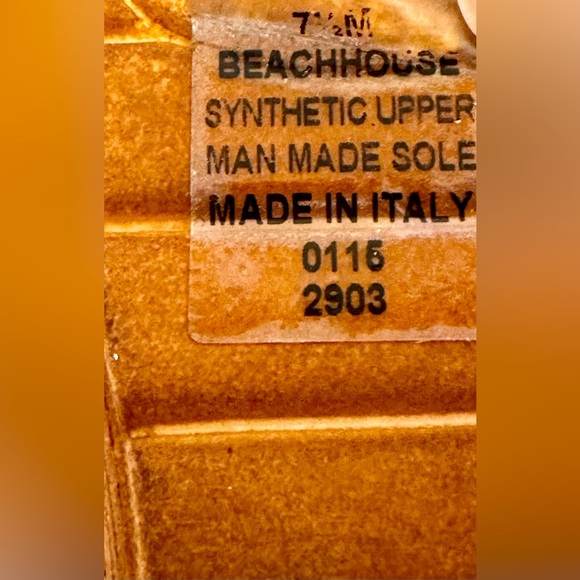 7½M
BEACHHOUSE
SYNTHETIC UPPER
MAN MADE SOLE
MADE IN ITALY
0115
2903